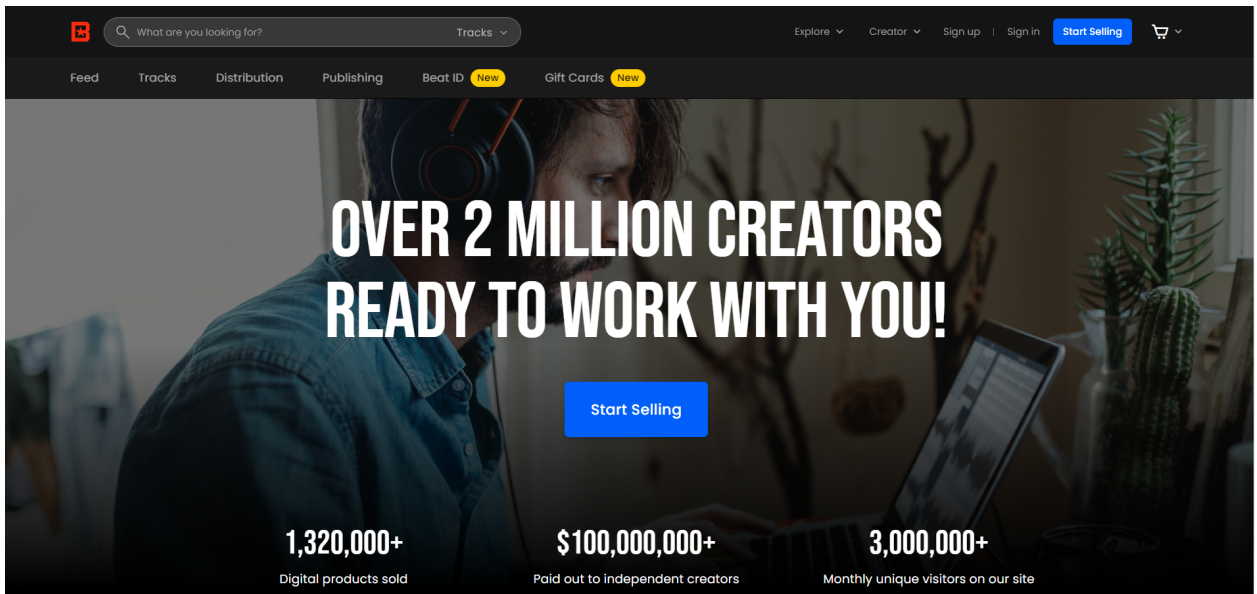 B
What are you looking for?
Tracks
Explore
Creator
Sign up | Sign in
Start Selling
Feed
Tracks
Distribution
Publishing
Beat ID New
Gift Cards New
OVER 2 MILLION CREATORS
READY TO WORK WITH YOU!
Start Selling
1,320,000+
Digital products sold
$100,000,000+
Paid out to independent creators
3,000,000+
Monthly unique visitors on our site